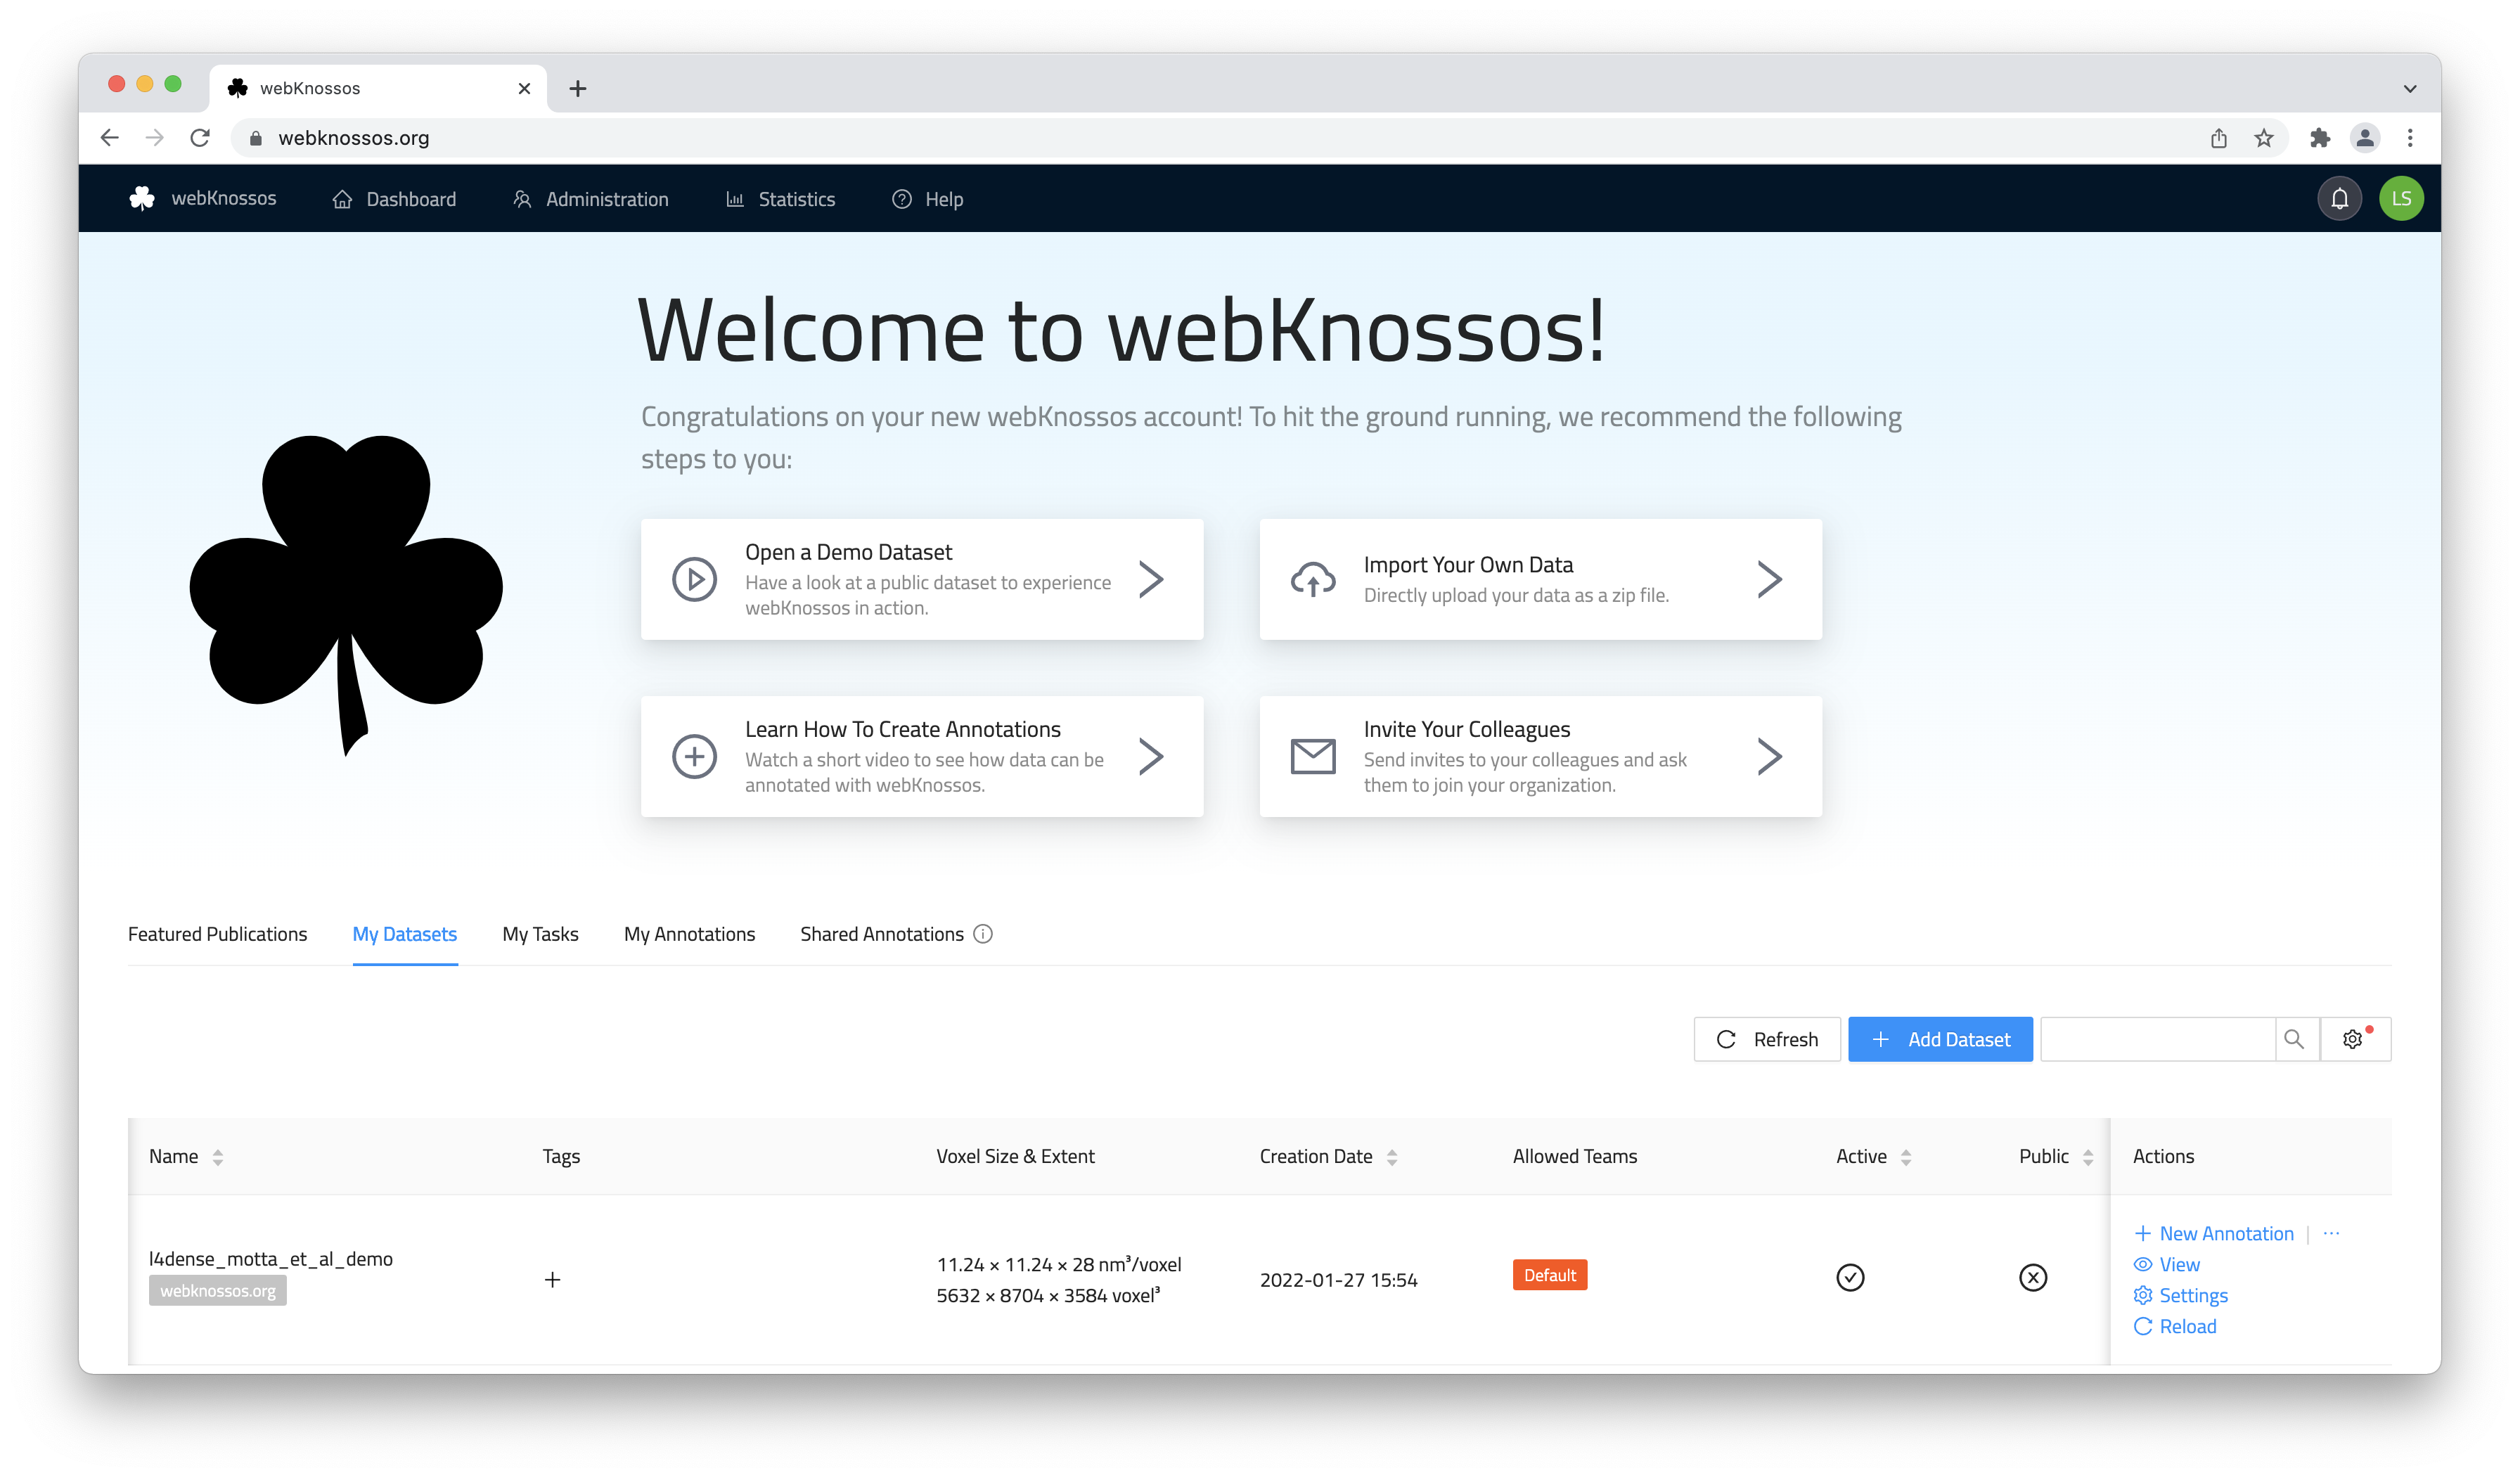 webKnossos
webknossos.org
webKnossos Dashboard Administration Statistics Help LS
Welcome to webKnossos!
Congratulations on your new webKnossos account! To hit the ground running, we recommend the following
steps to you:
Open a Demo Dataset
Have a look at a public dataset to experience
webKnossos in action.
Import Your Own Data
Directly upload your data as a zip file.
Learn How To Create Annotations
Watch a short video to see how data can be
annotated with webKnossos.
Invite Your Colleagues
Send invites to your colleagues and ask
them to join your organization.
Featured Publications My Datasets My Tasks My Annotations Shared Annotations
Refresh + Add Dataset
Name Tags Voxel Size & Extent Creation Date Allowed Teams Active Public Actions
l4dense_motta_et_al_demo
webknossos.org
+
11.24 × 11.24 × 28 nm³/voxel
5632 × 8704 × 3584 voxel³
2022-01-27 15:54
Default
+ New Annotation | ...
View
Settings
Reload